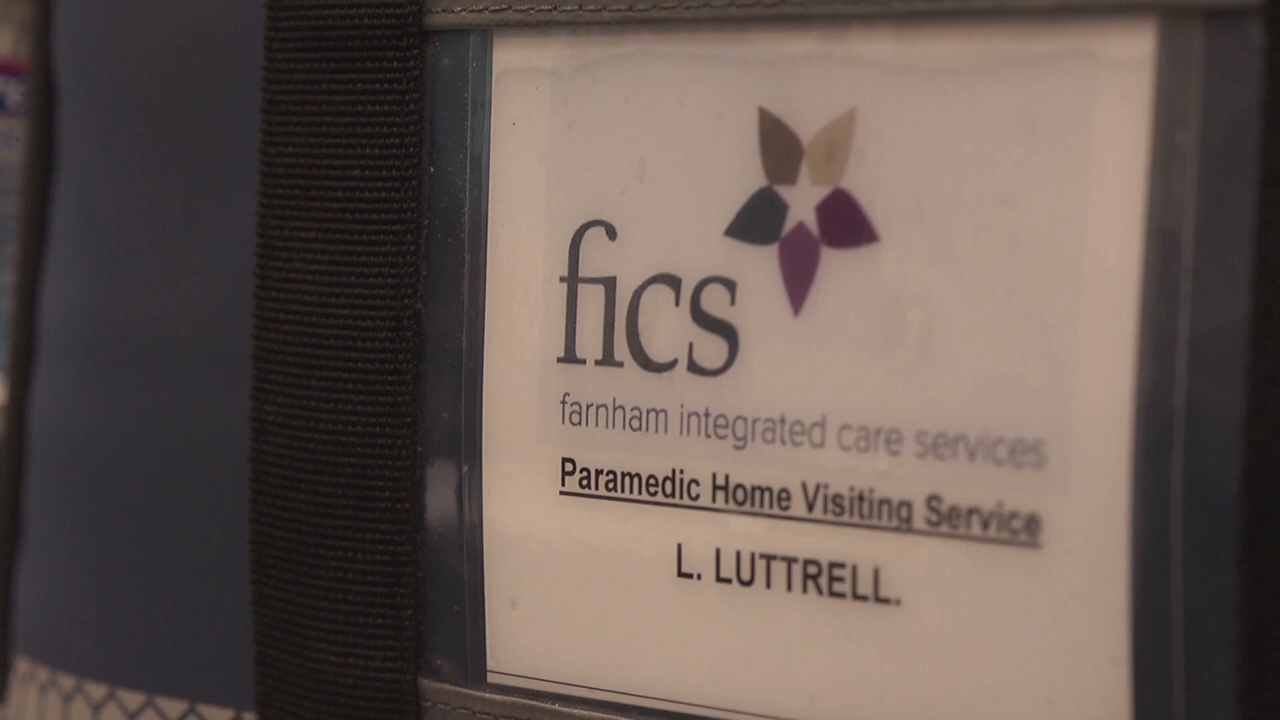 fics
farnham integrated care services
Paramedic Home Visiting Service
L. LUTTRELL.